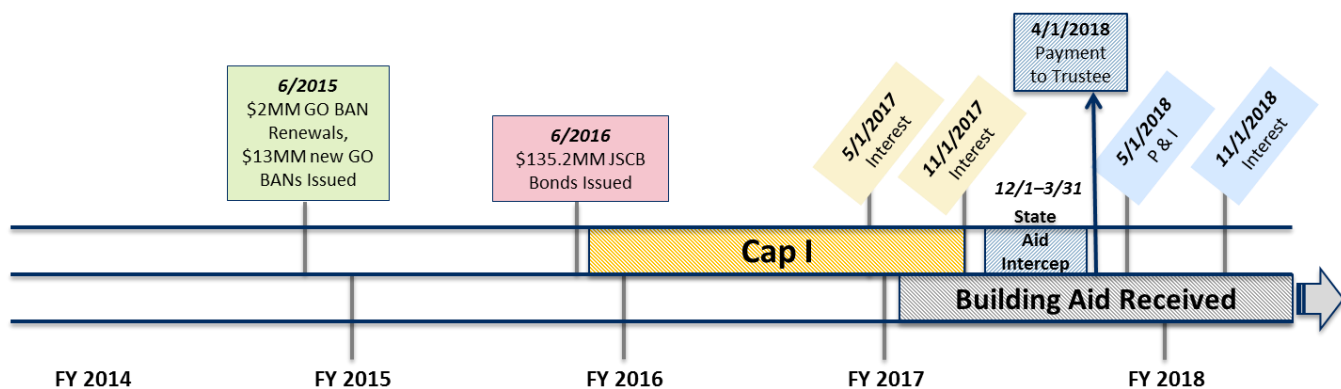 6/2015
$2MM GO BAN
Renewals,
$13MM new GO
BANs Issued
6/2016
$135.2MM JSCB
Bonds Issued
5/1/2017
Interest
11/1/2017
Interest
4/1/2018
Payment
to Trustee
5/1/2018
P & I
11/1/2018
Interest
12/1–3/31
State
Aid
Intercep
Cap I
Building Aid Received
FY 2014
FY 2015
FY 2016
FY 2017
FY 2018